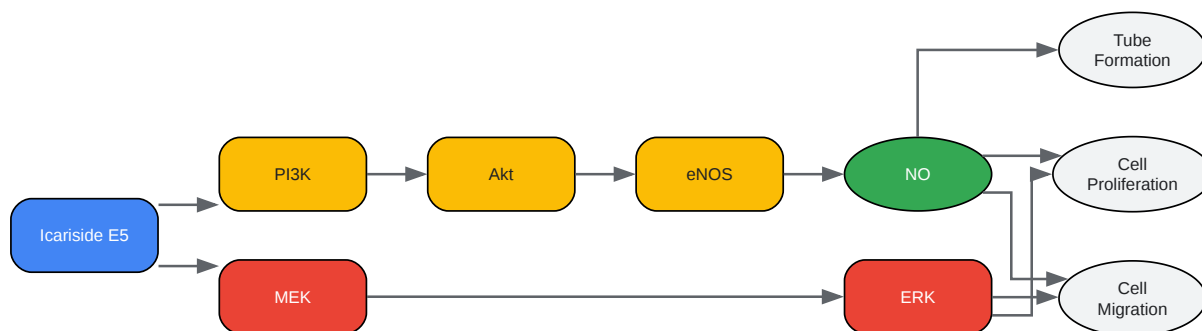 Tube
Formation
PI3K
Akt
eNOS
NO
Cell
Proliferation
Icariside E5
MEK
ERK
Cell
Migration